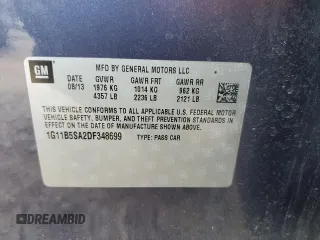 GM
MFD BY GENERAL MOTORS LLC
DATE GVWR GAWR FRT GAWR RR
08/13 1976 KG 1014 KG 962 KG
4357 LB 2236 LB 2121 LB
THIS VEHICLE CONFORMS TO ALL APPLICABLE U.S. FEDERAL MOTOR VEHICLE SAFETY, BUMPER, AND THEFT PREVENTION STANDARDS IN EFFECT ON THE DATE OF MANUFACTURE SHOWN ABOVE.
1G11B5SA2DF348699 TYPE: PASS CAR
DREAMBID